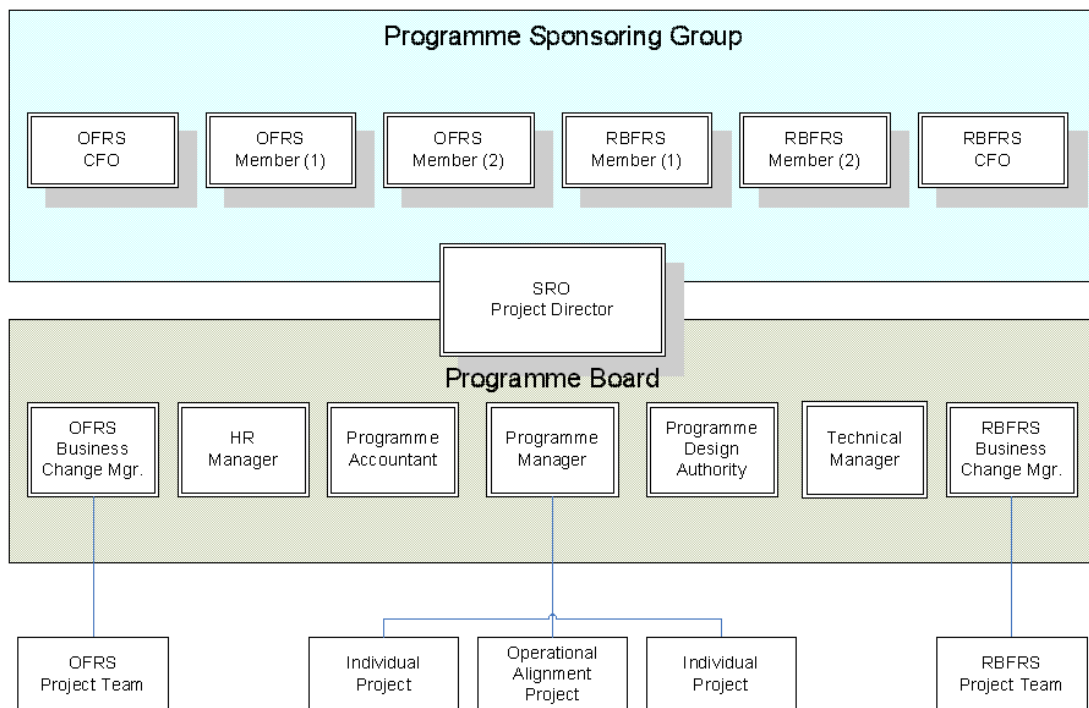 Programme Sponsoring Group
OFRS
CFO
OFRS
Member (1)
OFRS
Member (2)
RBFRS
Member (1)
RBFRS
Member (2)
RBFRS
CFO
SRO
Project Director
Programme Board
OFRS
Business
Change Mgr.
HR
Manager
Programme
Accountant
Programme
Manager
Programme
Design
Authority
Technical
Manager
RBFRS
Business
Change Mgr.
OFRS
Project Team
Individual
Project
Operational
Alignment
Project
Individual
Project
RBFRS
Project Team